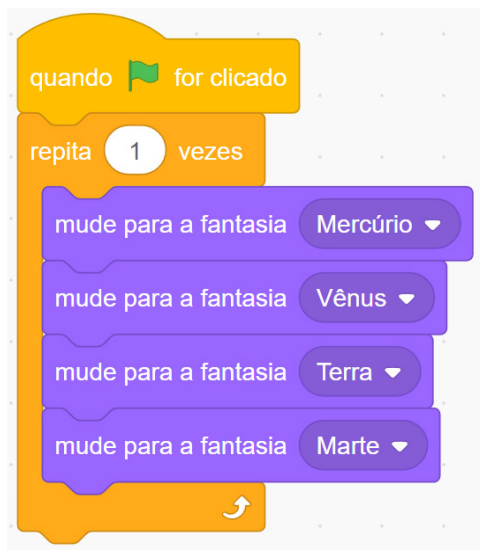 quando for clicado
repita 1 vezes
mude para a fantasia Mercúrio
mude para a fantasia Vênus
mude para a fantasia Terra
mude para a fantasia Marte